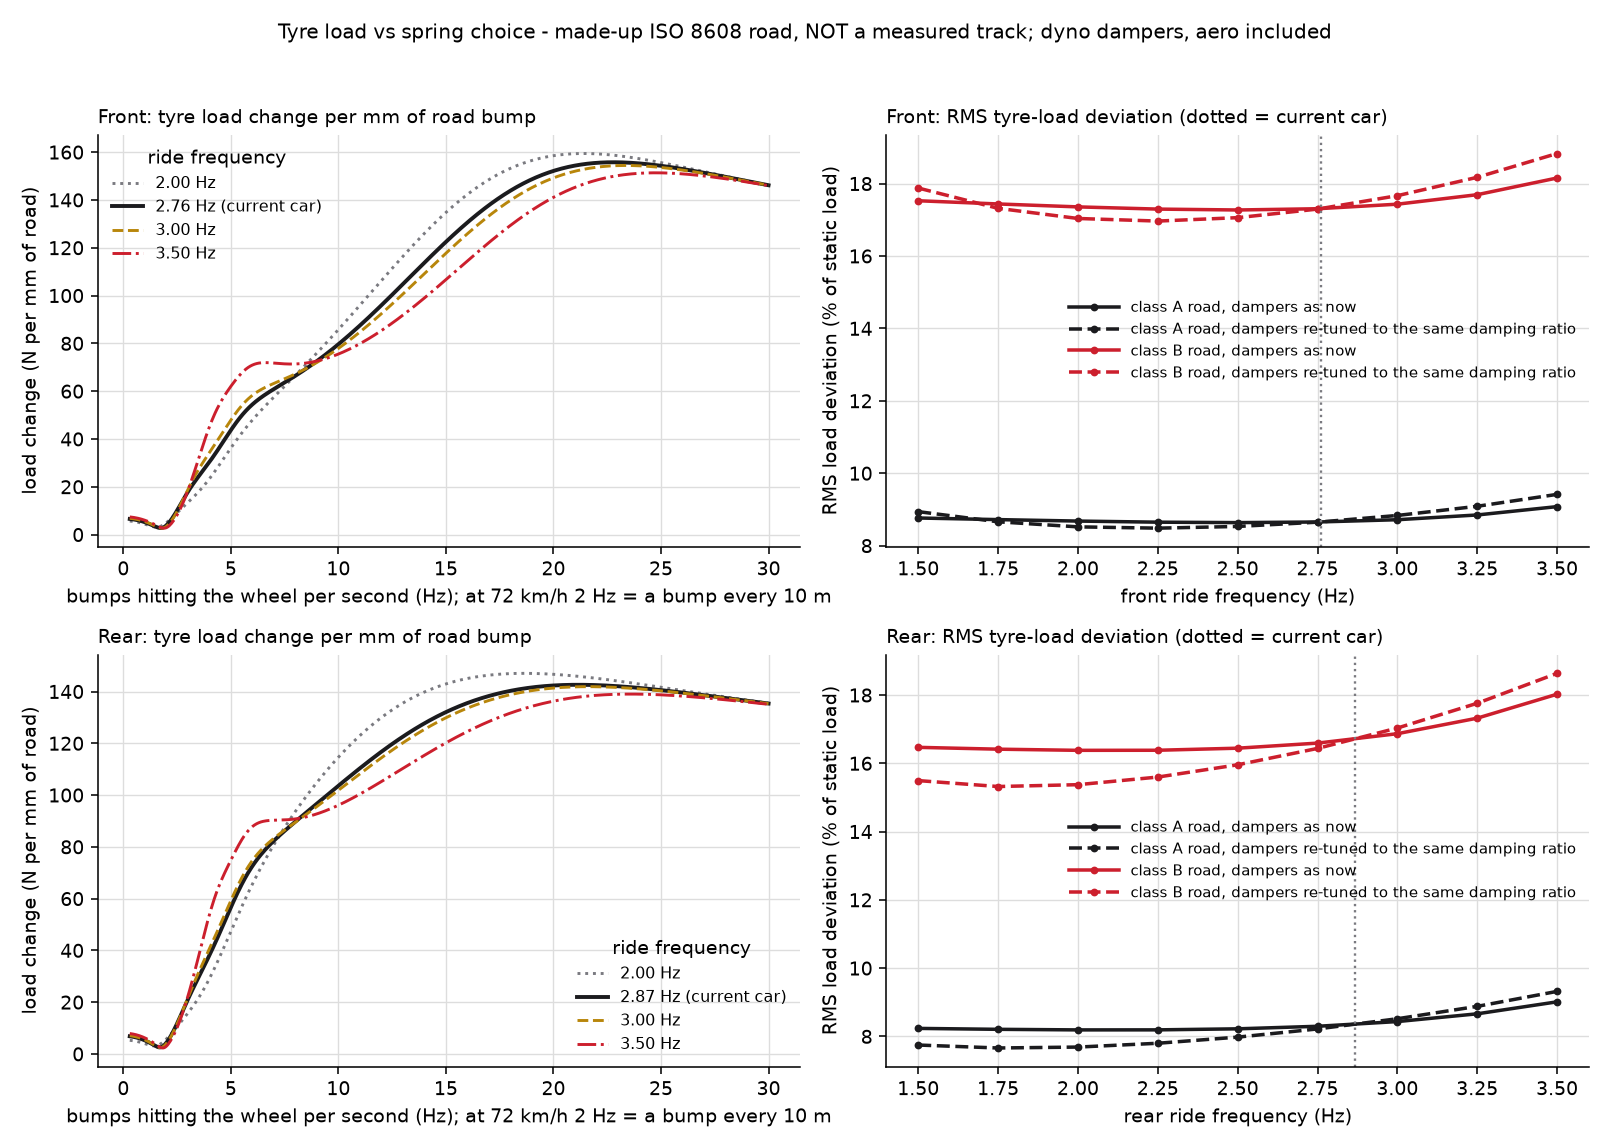 Tyre load vs spring choice - made-up ISO 8608 road, NOT a measured track; dyno dampers, aero included
Front: tyre load change per mm of road bump
load change (N per mm of road)
160
140
120
100
80
60
40
20
0
ride frequency
2.00 Hz
2.76 Hz (current car)
3.00 Hz
3.50 Hz
0 5 10 15 20 25 30
bumps hitting the wheel per second (Hz); at 72 km/h 2 Hz = a bump every 10 m
Front: RMS tyre-load deviation (dotted = current car)
RMS load deviation (% of static load)
18
16
14
12
10
8
class A road, dampers as now
class A road, dampers re-tuned to the same damping ratio
class B road, dampers as now
class B road, dampers re-tuned to the same damping ratio
1.50 1.75 2.00 2.25 2.50 2.75 3.00 3.25 3.50
front ride frequency (Hz)
Rear: tyre load change per mm of road bump
load change (N per mm of road)
140
120
100
80
60
40
20
0
ride frequency
2.00 Hz
2.87 Hz (current car)
3.00 Hz
3.50 Hz
0 5 10 15 20 25 30
bumps hitting the wheel per second (Hz); at 72 km/h 2 Hz = a bump every 10 m
Rear: RMS tyre-load deviation (dotted = current car)
RMS load deviation (% of static load)
18
16
14
12
10
8
class A road, dampers as now
class A road, dampers re-tuned to the same damping ratio
class B road, dampers as now
class B road, dampers re-tuned to the same damping ratio
1.50 1.75 2.00 2.25 2.50 2.75 3.00 3.25 3.50
rear ride frequency (Hz)